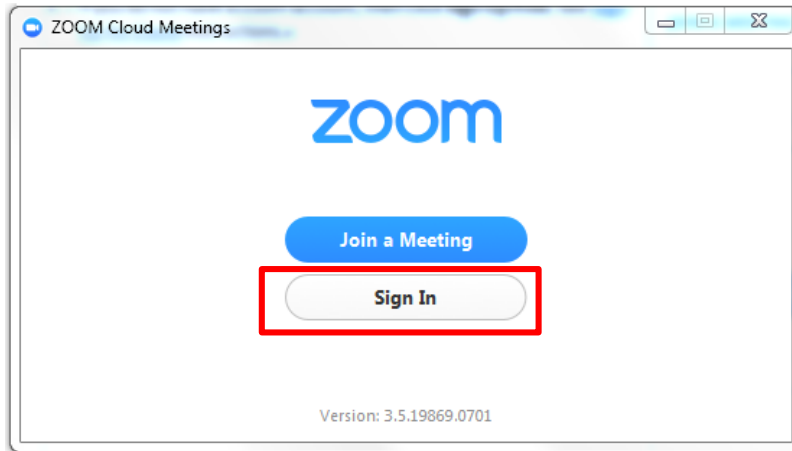 ZOOM Cloud Meetings
zoom
Join a Meeting
Sign In
Version: 3.5.19869.0701